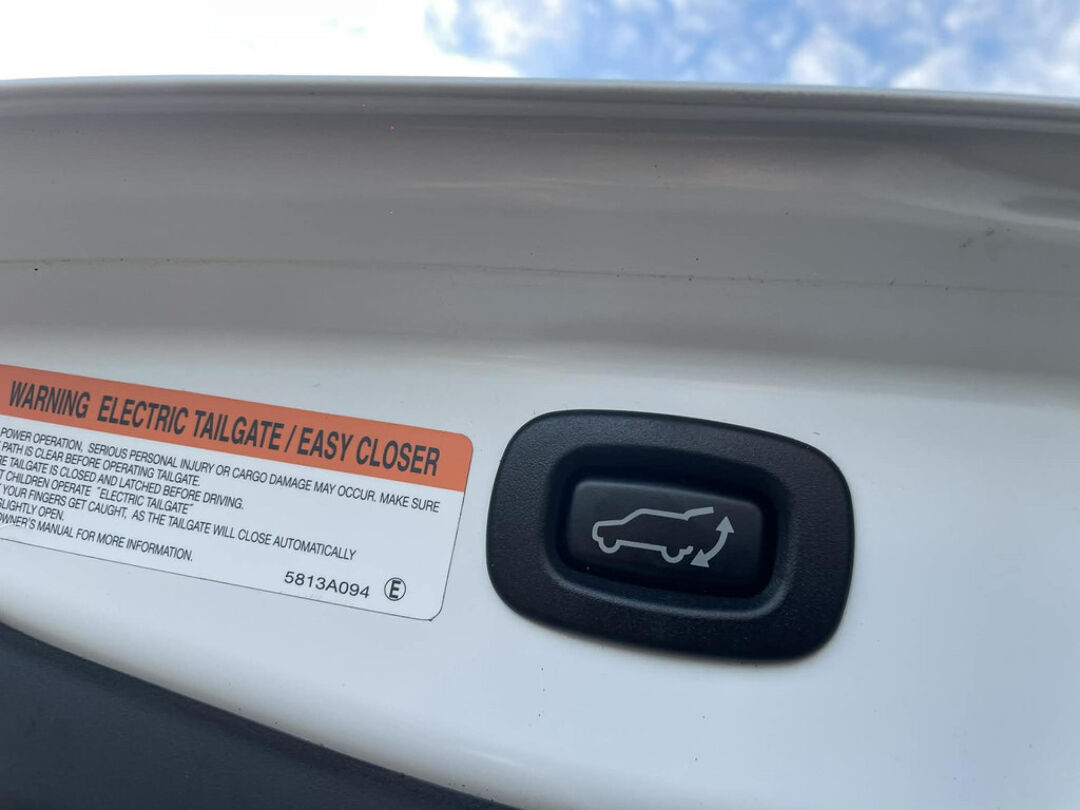 WARNING ELECTRIC TAILGATE / EASY CLOSER
POWER OPERATION. SERIOUS PERSONAL INJURY OR CARGO DAMAGE MAY OCCUR. MAKE SURE
PATH IS CLEAR BEFORE OPERATING TAILGATE.
RE TAILGATE IS CLOSED AND LATCHED BEFORE DRIVING.
T CHILDREN OPERATE "ELECTRIC TAILGATE"
YOUR FINGERS GET CAUGHT, AS THE TAILGATE WILL CLOSE AUTOMATICALLY
SLIGHTLY OPEN.
OWNER'S MANUAL FOR MORE INFORMATION.
5813A094 E